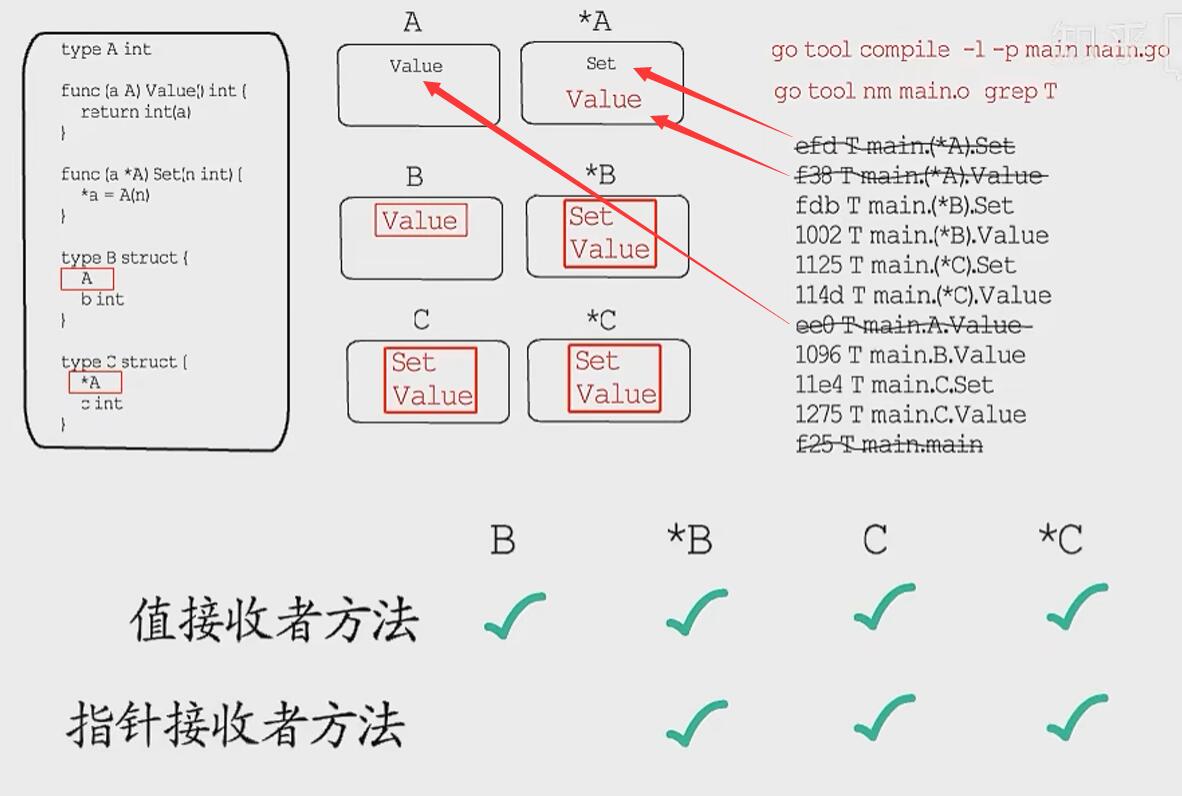 type A int
func (a A) Value() int {
return int(a)
}
func (a *A) Set(n int) {
*a = A(n)
}
type B struct {
A
b int
}
type C struct {
*A
c int
}
A
Value
*A
Set
Value
B
Value
*B
Set
Value
C
Set
Value
*C
Set
Value
知乎
go tool compile -l -p main main.go
go tool nm main.o grep T
efd T main.(*A).Set
f38 T main.(*A).Value
fdb T main.(*B).Set
1002 T main.(*B).Value
1125 T main.(*C).Set
114d T main.(*C).Value
ee0 T main.A.Value
1096 T main.B.Value
11e4 T main.C.Set
1275 T main.C.Value
f25 T main.main
B *B C *C
值接收者方法
指针接收者方法